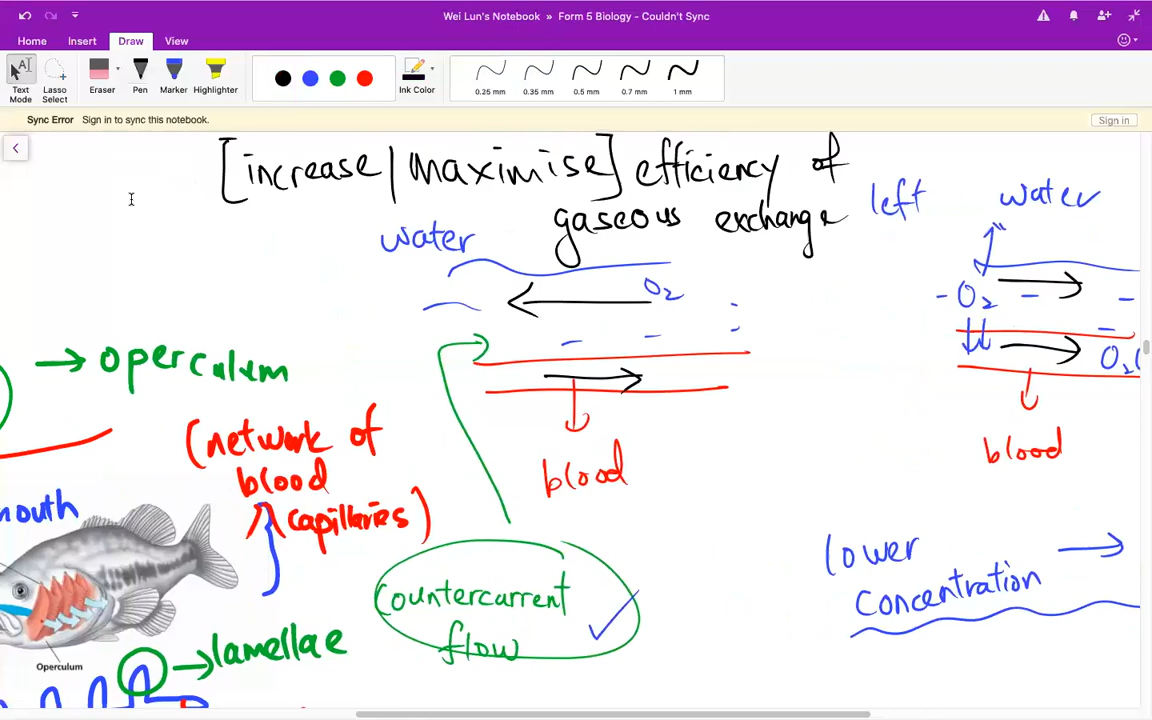 Wei Lun's Notebook » Form 5 Biology - Couldn't Sync
Home Insert Draw View
Text Mode
Lasso Select
Eraser
Pen
Marker
Highlighter
Ink Color
0.25 mm
0.35 mm
0.5 mm
0.7 mm
1 mm
Sync Error Sign in to sync this notebook.
Sign in
[increase|maximise] efficiency of
gaseous exchange
left
water
water
O₂
- O₂ -
O₂
→ operculum
(network of
blood
capillaries)
blood
blood
mouth
Operculum
→ lamellae
countercurrent
flow
lower →
concentration